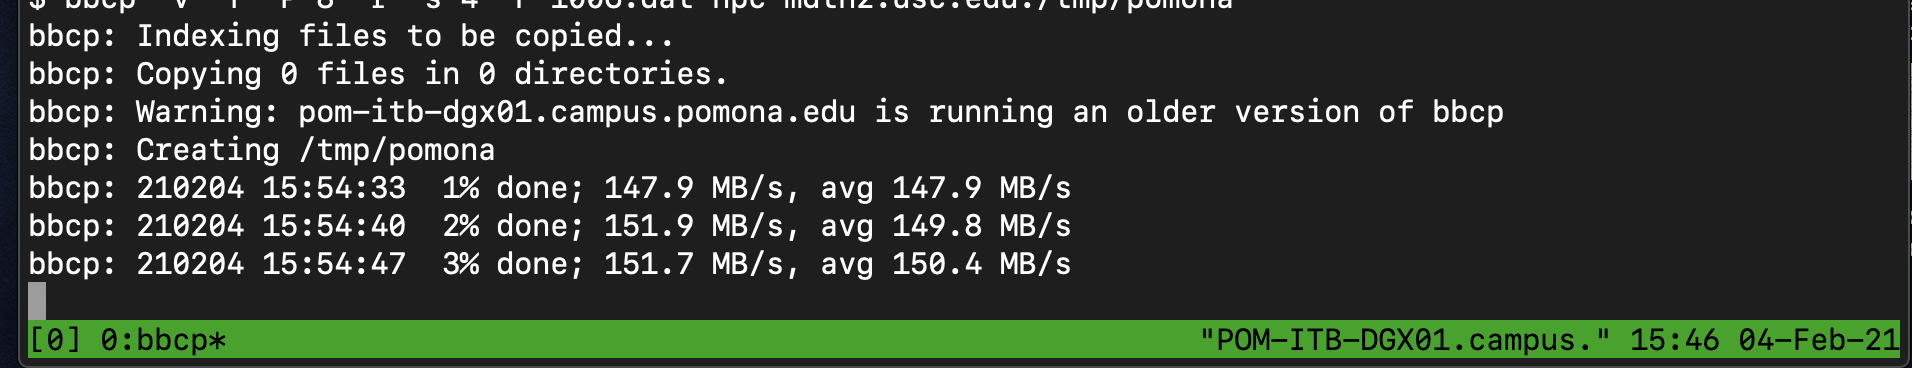 $ bbcp
bbcp: Indexing files to be copied...
bbcp: Copying 0 files in 0 directories.
bbcp: Warning: pom-itb-dgx01.campus.pomona.edu is running an older version of bbcp
bbcp: Creating /tmp/pomona
bbcp: 210204 15:54:33  1% done; 147.9 MB/s, avg 147.9 MB/s
bbcp: 210204 15:54:40  2% done; 151.9 MB/s, avg 149.8 MB/s
bbcp: 210204 15:54:47  3% done; 151.7 MB/s, avg 150.4 MB/s
[0] 0:bbcp* "POM-ITB-DGX01.campus." 15:46 04-Feb-21